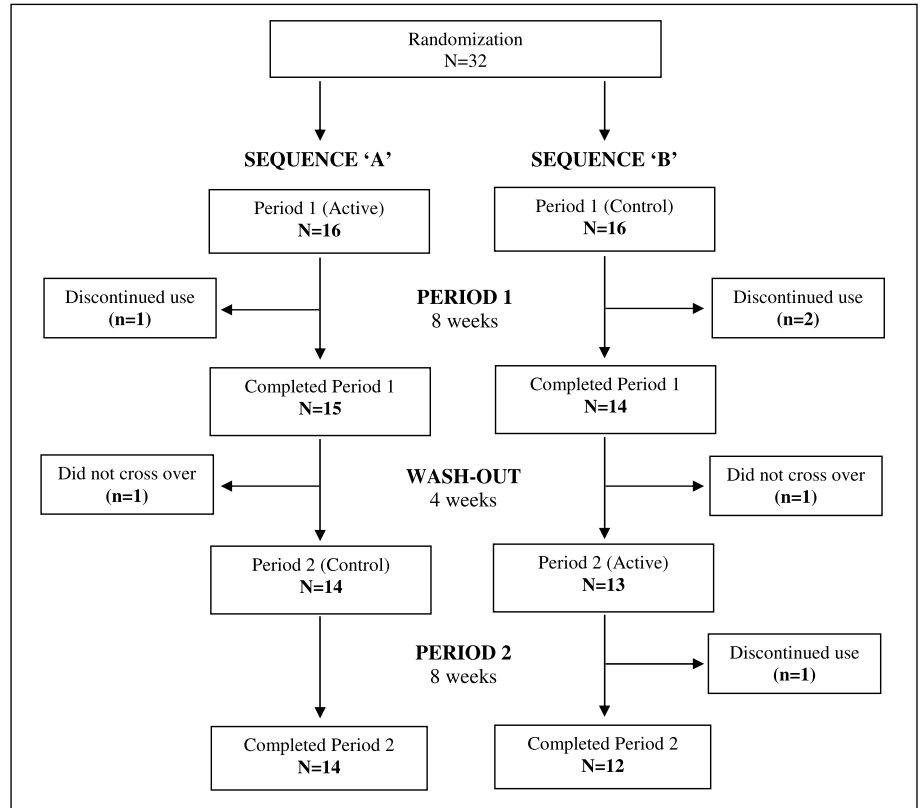 Randomization
N=32
SEQUENCE ‘A’
SEQUENCE ‘B’
Period 1 (Active)
N=16
Period 1 (Control)
N=16
Discontinued use
(n=1)
PERIOD 1
8 weeks
Discontinued use
(n=2)
Completed Period 1
N=15
Completed Period 1
N=14
Did not cross over
(n=1)
WASH-OUT
4 weeks
Did not cross over
(n=1)
Period 2 (Control)
N=14
Period 2 (Active)
N=13
PERIOD 2
8 weeks
Discontinued use
(n=1)
Completed Period 2
N=14
Completed Period 2
N=12